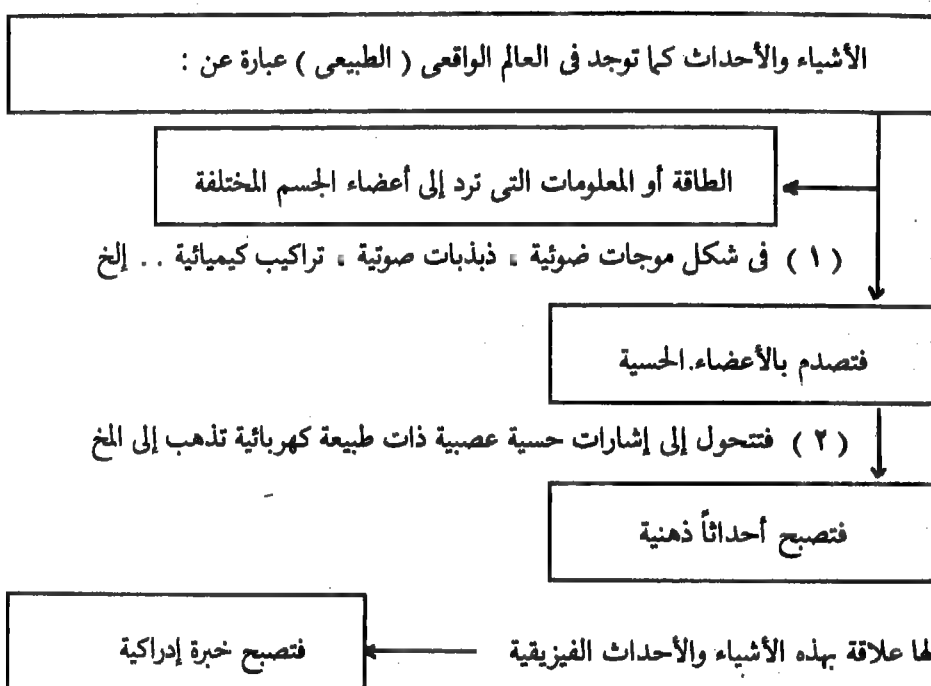 الأشياء والأحداث كما توجد فى العالم الواقعى ( الطبيعى ) عبارة عن :
الطاقة أو المعلومات التى ترد إلى أعضاء الجسم المختلفة
( ١ ) فى شكل موجات ضوئية ، ذبذبات صوتية ، تراكيب كيميائية . . إلخ
فتصدم بالأعضاء.الحسية
( ٢ ) فتتحول إلى إشارات حسية عصبية ذات طبيعة كهربائية تذهب إلى المخ
فتصبح أحداثاً ذهنية
لها علاقة بهذه الأشياء والأحداث الفيزيقية
فتصبح خبرة إدراكية